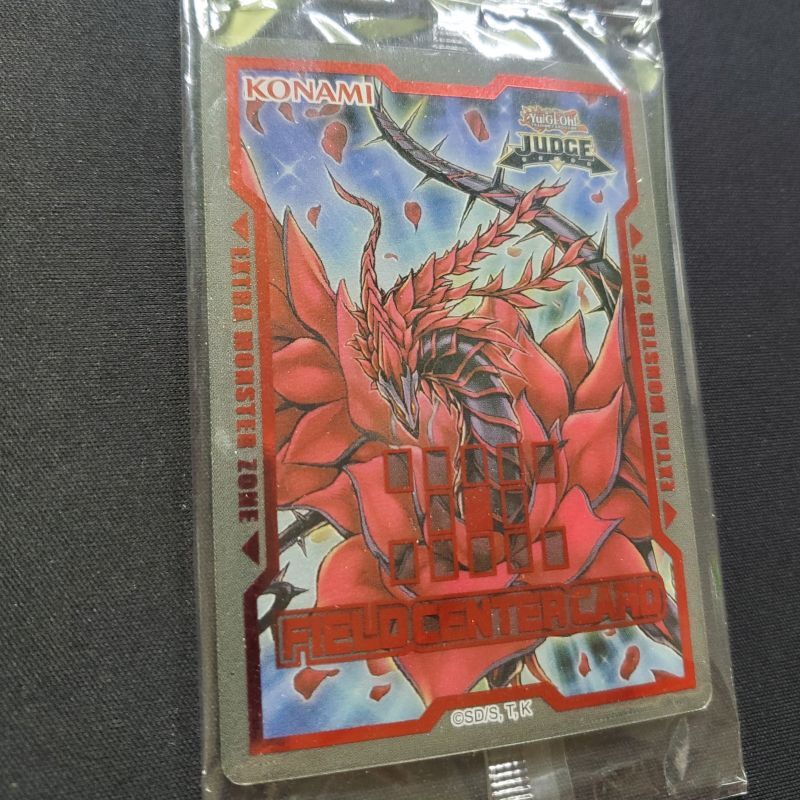 KONAMI
Yu-Gi-Oh!
JUDGE
EXTRA MONSTER ZONE
EXTRA MONSTER ZONE
FIELD CENTER CARD
©SD/S, T, K